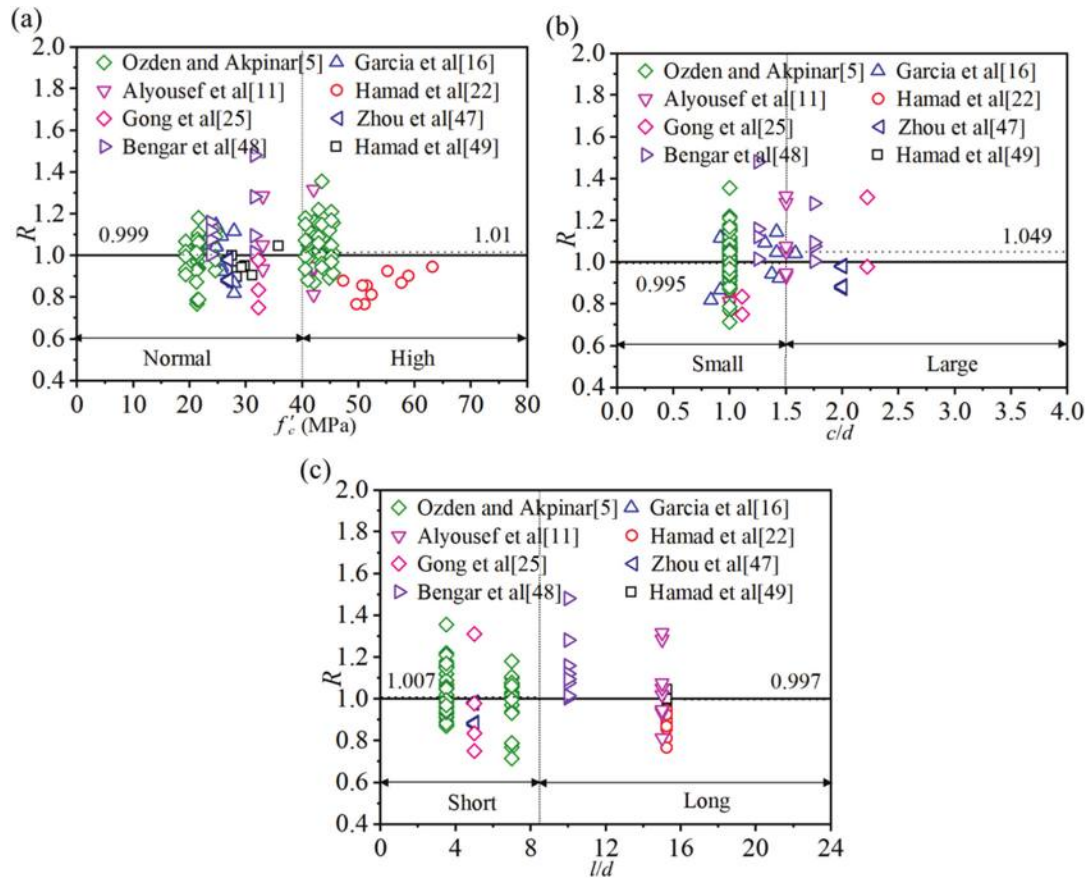 (a)
2.0
1.8
1.6
1.4
1.2
1.0
0.8
0.6
0.4
R
Ozden and Akpinar[5] Garcia et al[16]
Alyousef et al[11] Hamad et al[22]
Gong et al[25] Zhou et al[47]
Bengar et al[48] Hamad et al[49]
0.999 1.01
Normal High
0 10 20 30 40 50 60 70 80
f′c (MPa)
(b)
2.0
1.8
1.6
1.4
1.2
1.0
0.8
0.6
0.4
R
Ozden and Akpinar[5] Garcia et al[16]
Alyousef et al[11] Hamad et al[22]
Gong et al[25] Zhou et al[47]
Bengar et al[48] Hamad et al[49]
0.995 1.049
Small Large
0.0 0.5 1.0 1.5 2.0 2.5 3.0 3.5 4.0
c/d
(c)
2.0
1.8
1.6
1.4
1.2
1.0
0.8
0.6
0.4
R
Ozden and Akpinar[5] Garcia et al[16]
Alyousef et al[11] Hamad et al[22]
Gong et al[25] Zhou et al[47]
Bengar et al[48] Hamad et al[49]
1.007 0.997
Short Long
0 4 8 12 16 20 24
l/d